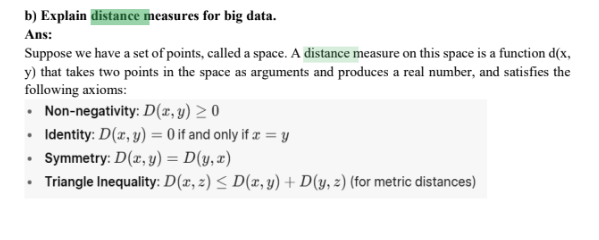 b) Explain distance measures for big data.
Ans:
Suppose we have a set of points, called a space. A distance measure on this space is a function d(x,
y) that takes two points in the space as arguments and produces a real number, and satisfies the
following axioms:
• Non-negativity: D(x, y) ≥ 0
• Identity: D(x, y) = 0 if and only if x = y
• Symmetry: D(x, y) = D(y, x)
• Triangle Inequality: D(x, z) ≤ D(x, y) + D(y, z) (for metric distances)